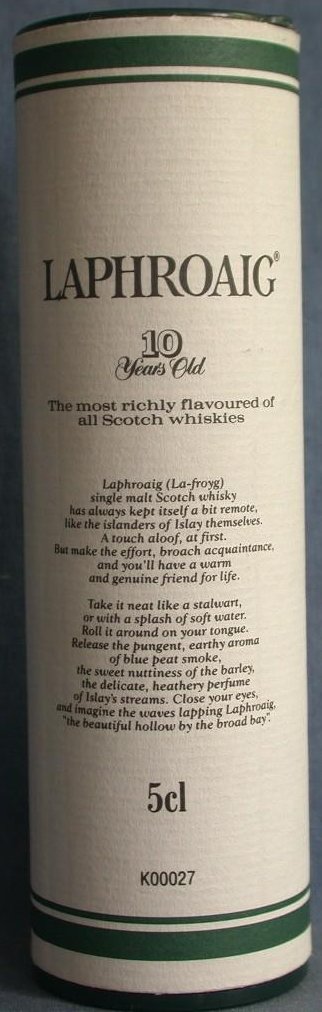 LAPHROAIG®
10
Years Old
The most richly flavoured of
all Scotch whiskies
Laphroaig (La-froyg)
single malt Scotch whisky
has always kept itself a bit remote,
like the islanders of Islay themselves.
A touch aloof, at first.
But make the effort, broach acquaintance,
and you'll have a warm
and genuine friend for life.
Take it neat like a stalwart,
or with a splash of soft water.
Roll it around on your tongue.
Release the pungent, earthy aroma
of blue peat smoke,
the sweet nuttiness of the barley,
the delicate, heathery perfume
of Islay's streams. Close your eyes,
and imagine the waves lapping Laphroaig,
"the beautiful hollow by the broad bay".
5cl
K00027